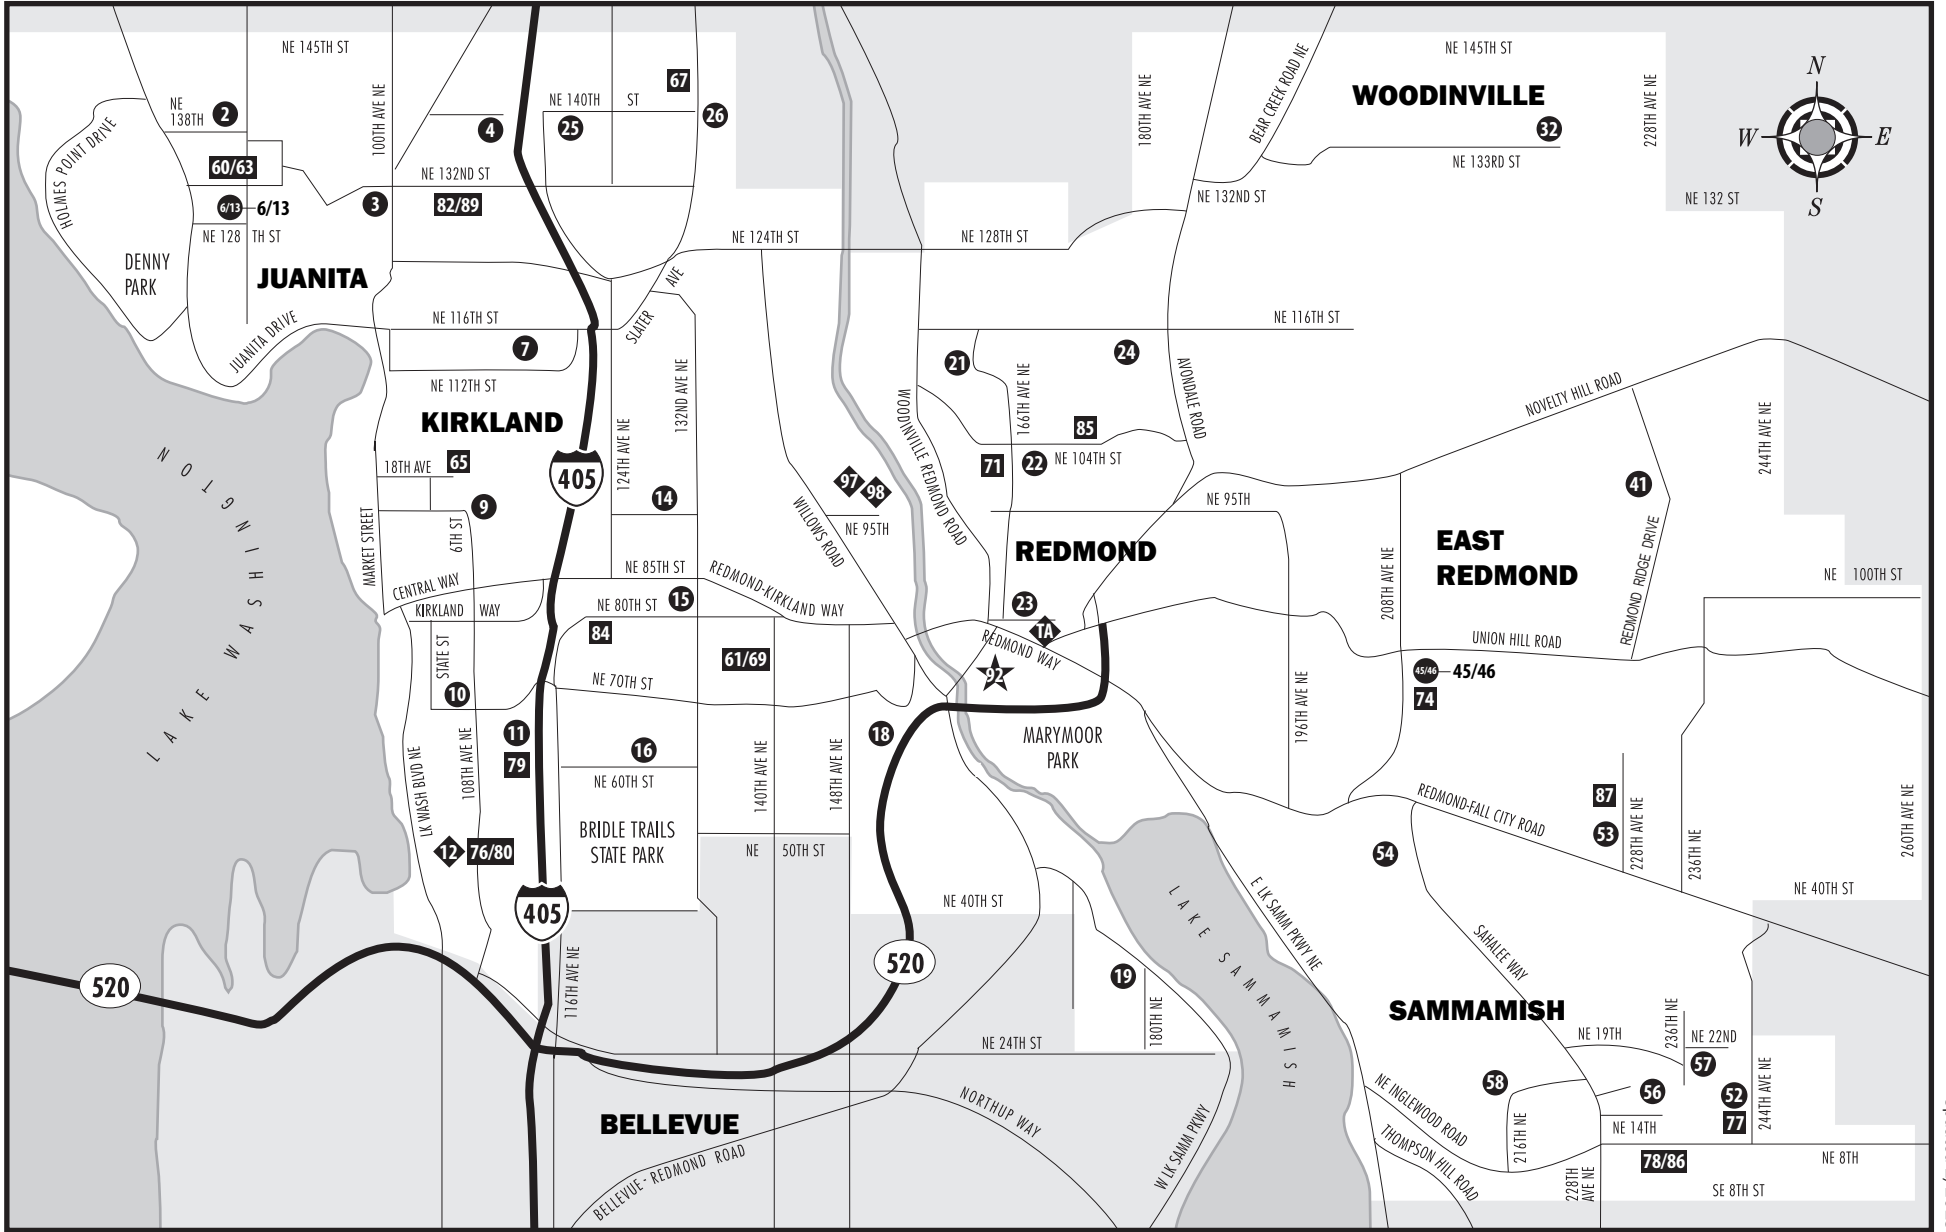 NE 145TH ST
NE 145TH ST
N
W
E
S
WOODINVILLE
HOLMES POINT DRIVE
NE
138TH
2
100TH AVE NE
4
NE 140TH ST
25
67
26
180TH AVE NE
BEAR CREEK ROAD NE
32
NE 133RD ST
228TH AVE NE
60/63
6/13
6/13
NE 128 TH ST
3
NE 132ND ST
82/89
NE 132ND ST
NE 132 ST
DENNY
PARK
JUANITA
NE 124TH ST
NE 128TH ST
SLATER AVE
JUANITA DRIVE
NE 116TH ST
7
NE 112TH ST
NE 116TH ST
21
24
132ND AVE NE
166TH AVE NE
AVONDALE ROAD
WOODINVILLE REDMOND ROAD
NOVELTY HILL ROAD
244TH AVE NE
KIRKLAND
18TH AVE
65
405
124TH AVE NE
14
9
6TH ST
MARKET STREET
97
98
NE 95TH
WILLOWS ROAD
85
71
22
NE 104TH ST
NE 95TH
41
LAKE WASHINGTON
REDMOND
EAST
REDMOND
208TH AVE NE
REDMOND RIDGE DRIVE
NE 100TH ST
CENTRAL WAY
KIRKLAND WAY
NE 85TH ST
REDMOND-KIRKLAND WAY
NE 80TH ST
15
84
61/69
23
TA
REDMOND WAY
92
UNION HILL ROAD
45/46
45/46
74
STATE ST
10
NE 70TH ST
11
79
16
NE 60TH ST
18
MARYMOOR
PARK
196TH AVE NE
140TH AVE NE
148TH AVE NE
108TH AVE NE
LK WASH BLVD NE
12
76/80
BRIDLE TRAILS
STATE PARK
NE 50TH ST
REDMOND-FALL CITY ROAD
87
53
228TH AVE NE
236TH NE
260TH AVE NE
54
405
NE 40TH ST
NE 40TH ST
E LK SAMM PKWY NE
LAKE SAMMAMISH
SAHALEE WAY
520
520
116TH AVE NE
19
180TH NE
NE 24TH ST
SAMMAMISH
NE 19TH
236TH NE
NE 22ND
57
58
56
52
77
244TH AVE NE
NE INGLEWOOD ROAD
THOMPSON HILL ROAD
216TH NE
NE 14TH
78/86
NE 8TH
228TH
AVE NE
SE 8TH ST
BELLEVUE
BELLEVUE - REDMOND ROAD
NORTHUP WAY
W LK SAMM PKWY